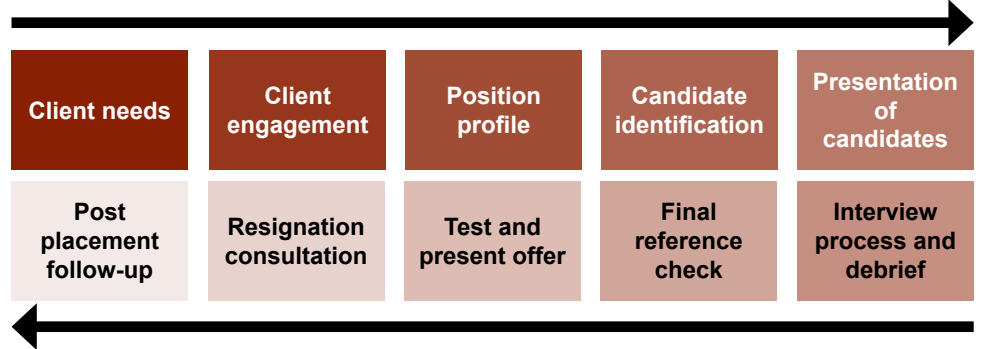 Client needs
Client
engagement
Position
profile
Candidate
identification
Presentation
of
candidates
Post
placement
follow-up
Resignation
consultation
Test and
present offer
Final
reference
check
Interview
process and
debrief